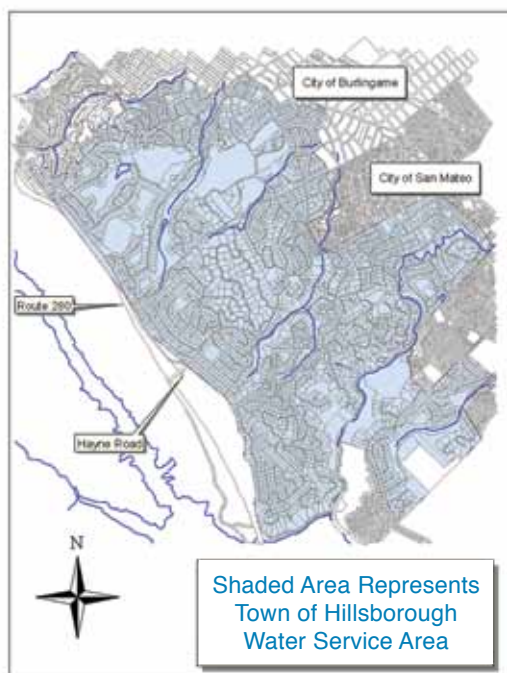 City of Burlingame
City of San Mateo
Route 280
Hayne Road
N
Shaded Area Represents
Town of Hillsborough
Water Service Area